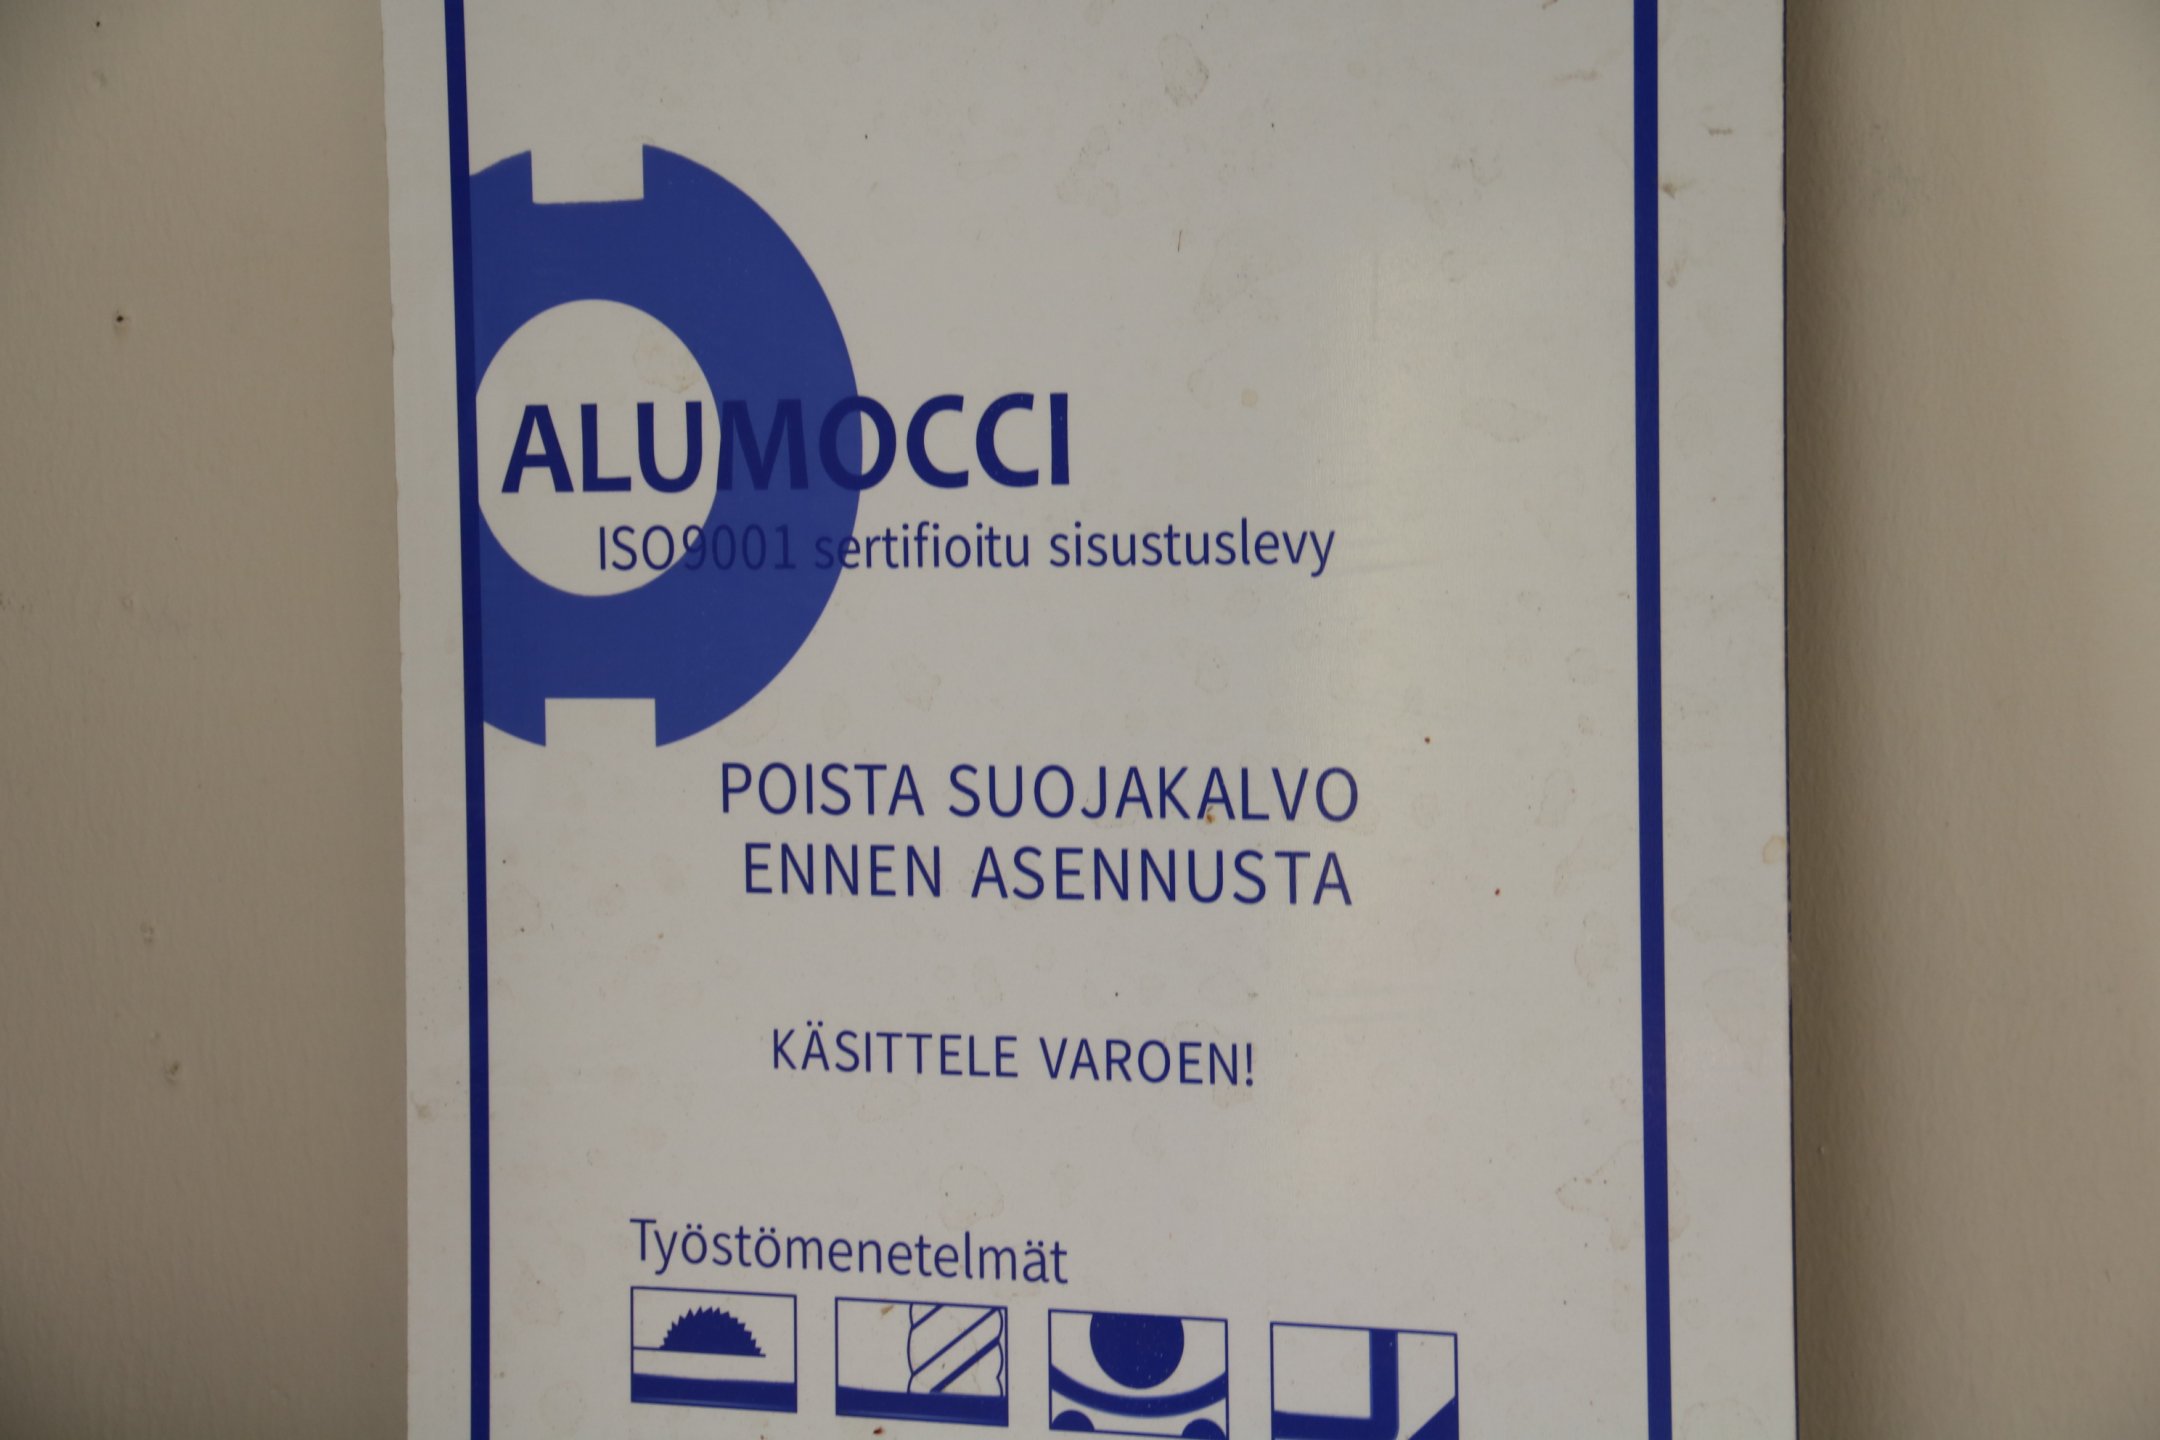 ALUMOCCI
ISO9001 sertifioitu sisustuslevy
POISTA SUOJAKALVO
ENNEN ASENNUSTA
KÄSITTELE VAROEN!
Työstömenetelmät